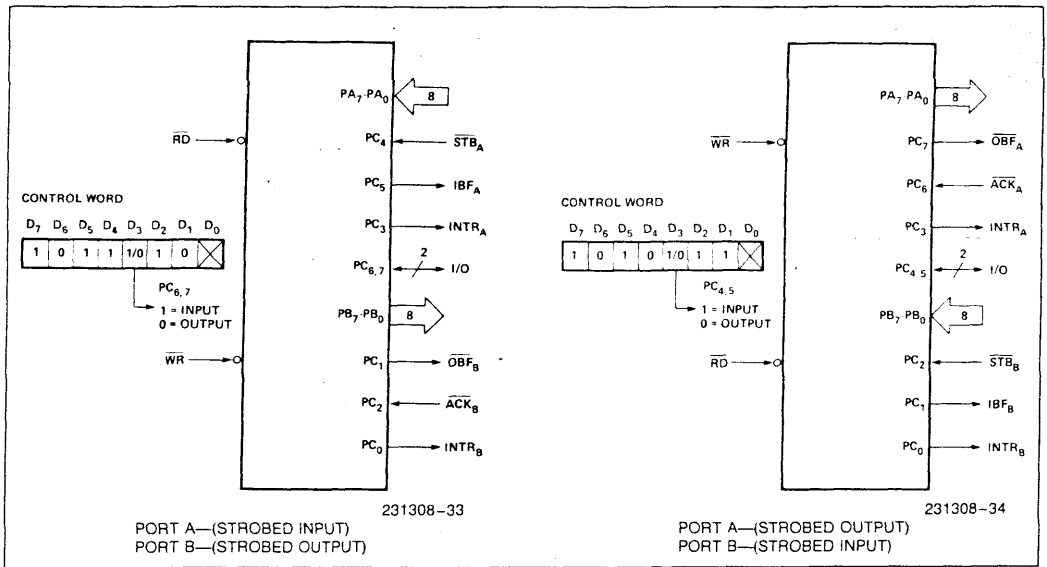 PA7-PA0 8
RD
PC4 STBA
PC5 IBFA
CONTROL WORD
PC3 INTRA
D7 D6 D5 D4 D3 D2 D1 D0
1 0 1 1 1/0 1 0 X
PC6,7 2 I/O
PC6,7
1 = INPUT
0 = OUTPUT
PB7-PB0 8
WR
PC1 OBFB
PC2 ACKB
PC0 INTRB
231308-33
PORT A—(STROBED INPUT)
PORT B—(STROBED OUTPUT)
PA7-PA0 8
WR
PC7 OBFA
PC6 ACKA
CONTROL WORD
PC3 INTRA
D7 D6 D5 D4 D3 D2 D1 D0
1 0 1 0 1/0 1 1 X
PC4,5 2 I/O
PC4,5
1 = INPUT
0 = OUTPUT
PB7-PB0 8
RD
PC2 STBB
PC1 IBFB
PC0 INTRB
231308-34
PORT A—(STROBED OUTPUT)
PORT B—(STROBED INPUT)